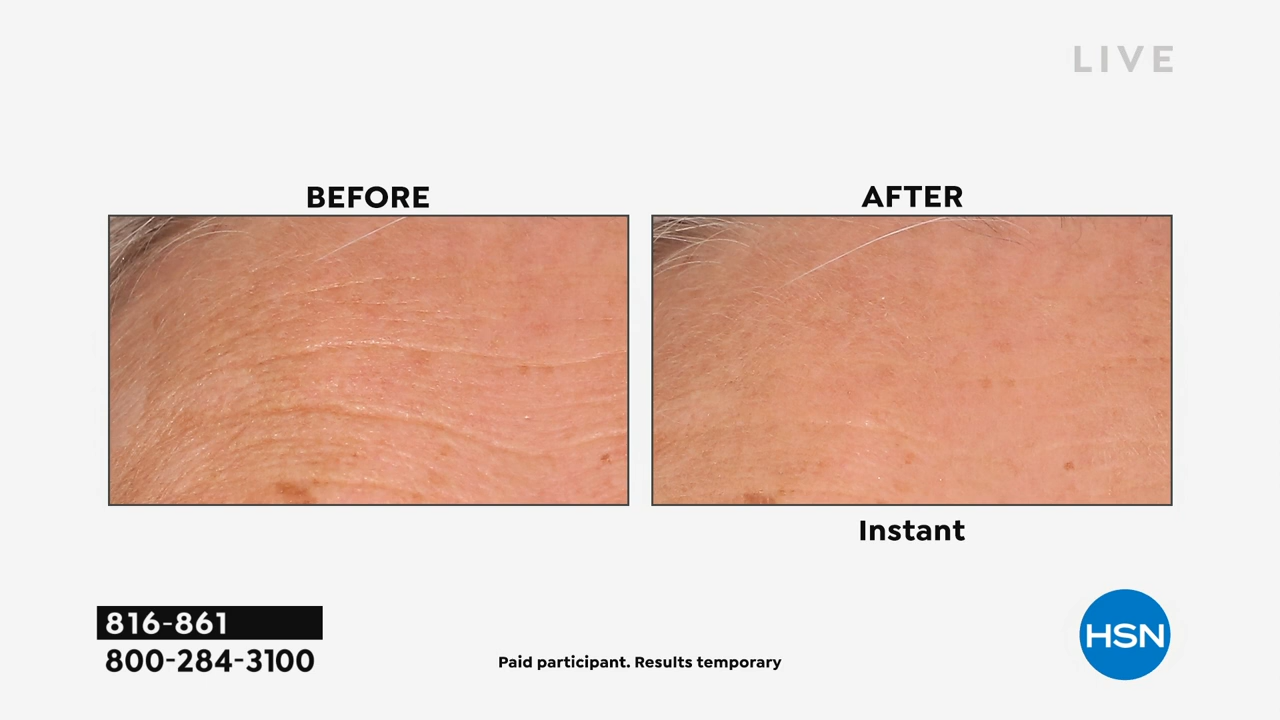 LIVE
BEFORE
AFTER
Instant
816-861
800-284-3100
Paid participant. Results temporary
HSN